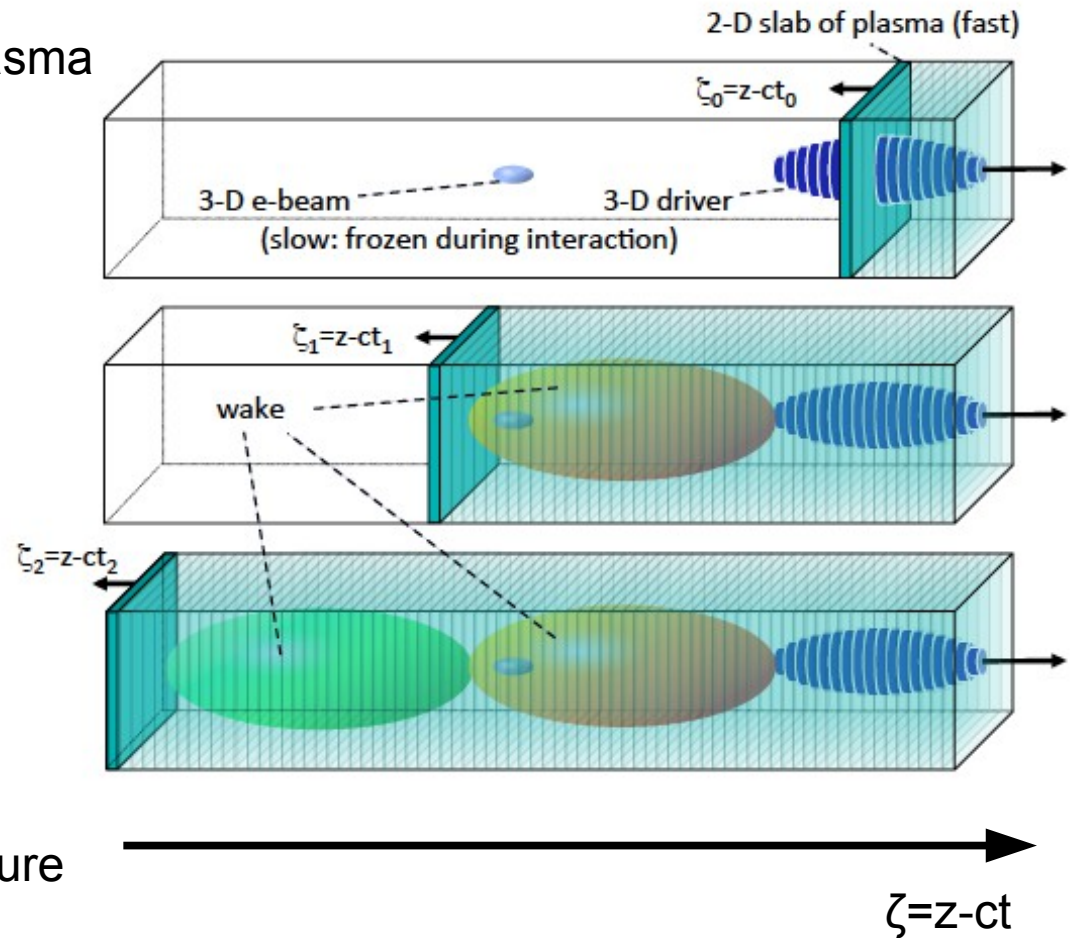 2-D slab of plasma (fast)
asma
ζ₀=z-ct₀
3-D e-beam
3-D driver
(slow: frozen during interaction)
ζ₁=z-ct₁
wake
ζ₂=z-ct₂
ure
ζ=z-ct